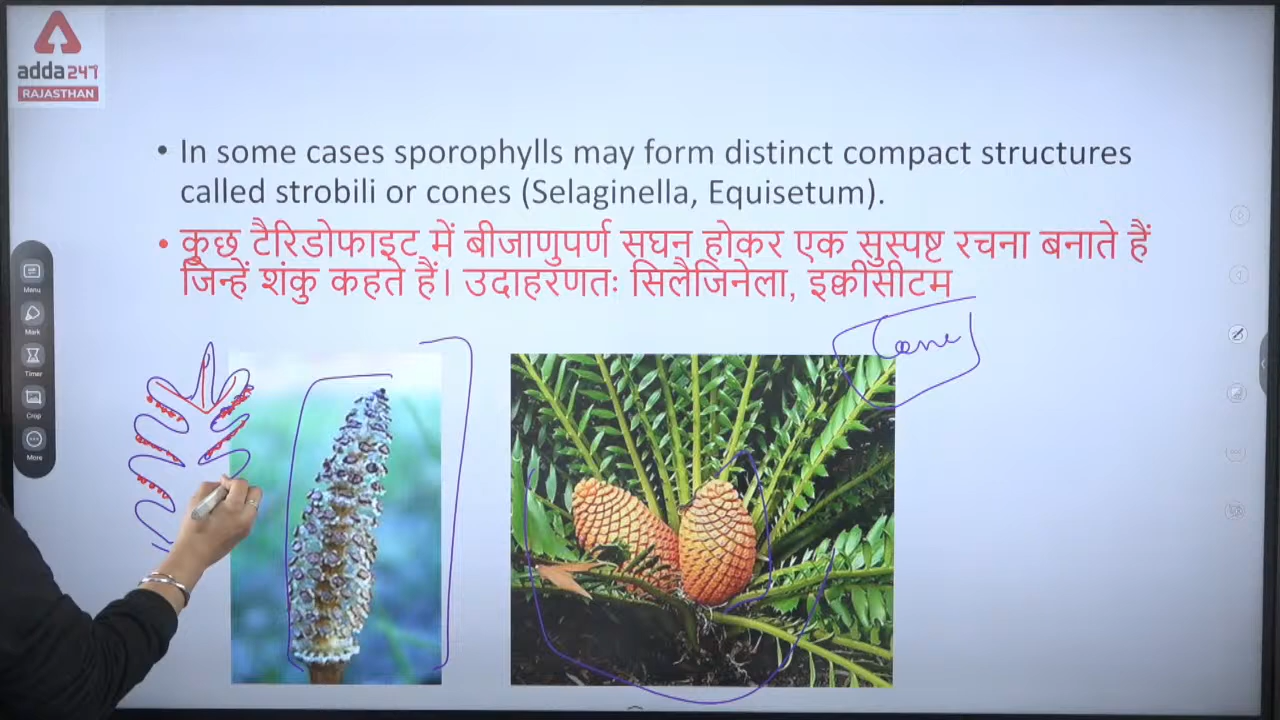 adda247
RAJASTHAN
• In some cases sporophylls may form distinct compact structures
called strobili or cones (Selaginella, Equisetum).
• कुछ टैरिडोफाइट में बीजाणुपर्ण सघन होकर एक सुस्पष्ट रचना बनाते हैं
जिन्हें शंकु कहते हैं। उदाहरणतः सिलैजिनेला, इक्वीसीटम
Cone
Menu
Mark
Timer
Crop
More